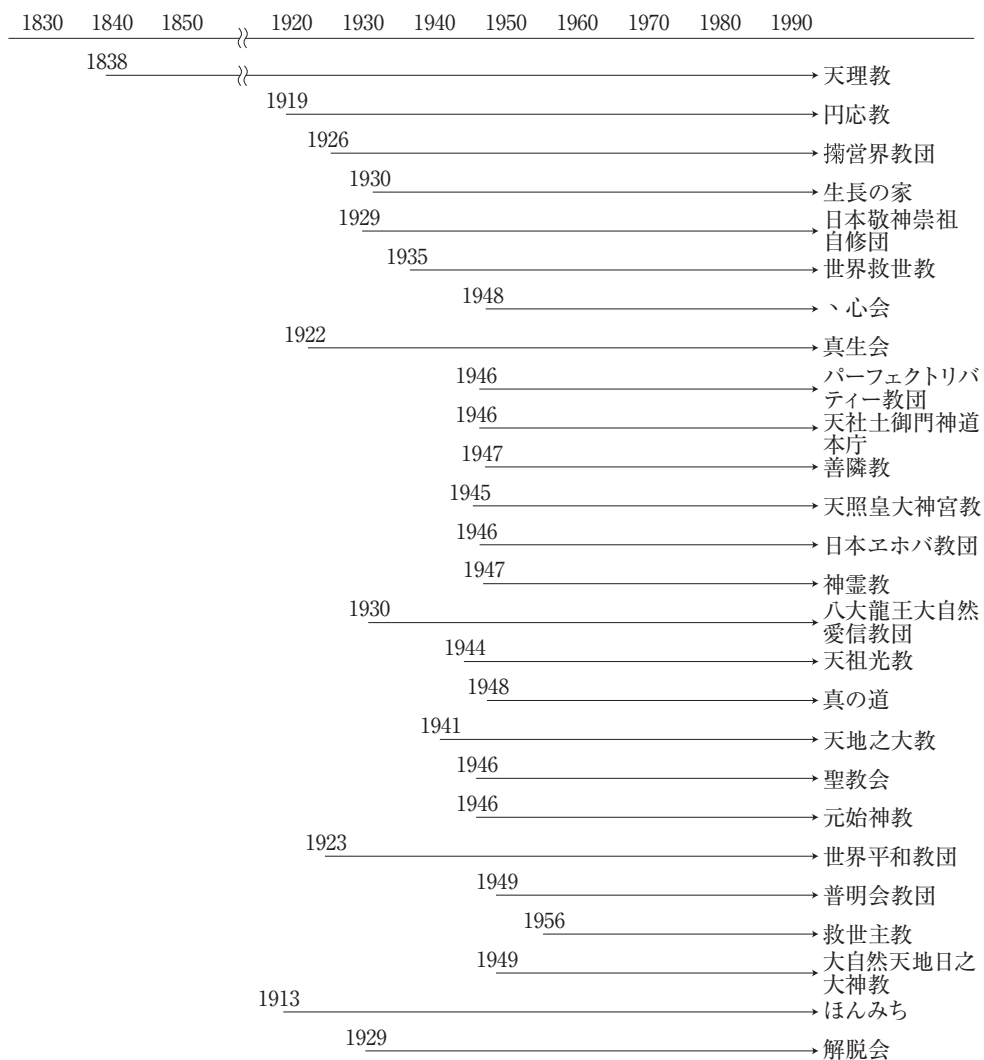 1830 1840 1850 1920 1930 1940 1950 1960 1970 1980 1990
1838
天理教
1919
円応教
1926
鞠営界教団
1930
生長の家
1929
日本敬神崇祖
自修団
1935
世界救世教
1948
ヽ心会
1922
真生会
1946
パーフェクトリバ
ティー教団
1946
天社土御門神道
本庁
1947
善隣教
1945
天照皇大神宮教
1946
日本ヱホバ教団
1947
神霊教
1930
八大龍王大自然
愛信教団
1944
天祖光教
1948
真の道
1941
天地之大教
1946
聖教会
1946
元始神教
1923
世界平和教団
1949
普明会教団
1956
救世主教
1949
大自然天地日之
大神教
1913
ほんみち
1929
解脱会